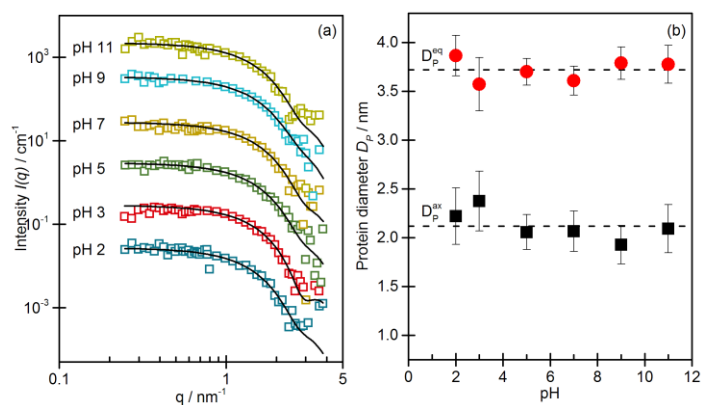 (a)
10³
10¹
10⁻¹
10⁻³
Intensity I(q) / cm⁻¹
pH 11
pH 9
pH 7
pH 5
pH 3
pH 2
0.1
1
5
q / nm⁻¹
(b)
4.0
3.5
3.0
2.5
2.0
1.5
1.0
Protein diameter D_P / nm
D_P^eq
D_P^ax
0 2 4 6 8 10 12
pH